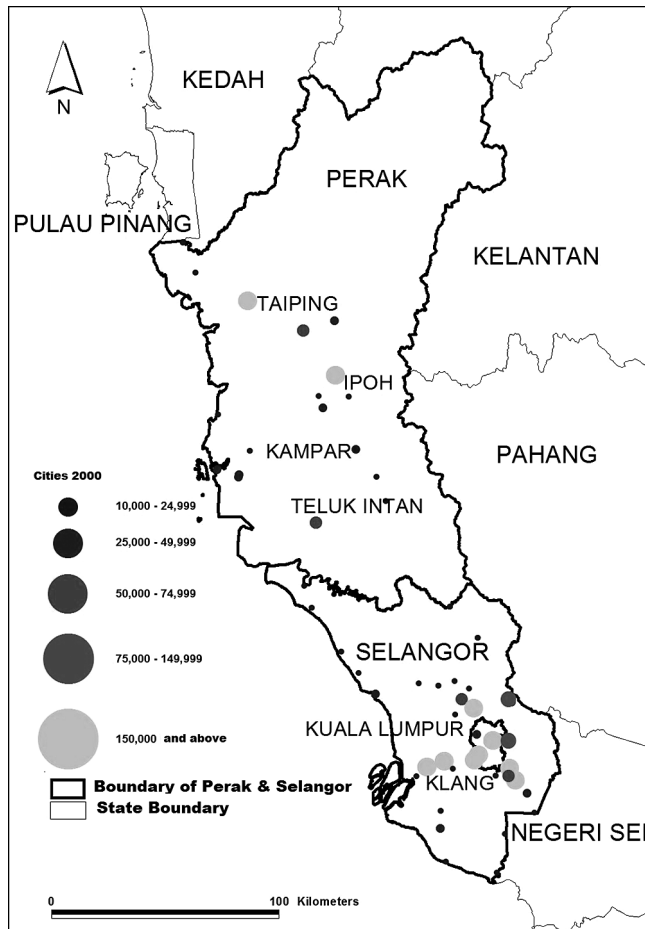 KEDAH
N
PERAK
PULAU PINANG
KELANTAN
TAIPING
IPOH
KAMPAR
PAHANG
Cities 2000
TELUK INTAN
10,000 - 24,999
25,000 - 49,999
50,000 - 74,999
75,000 - 149,999
SELANGOR
KUALA LUMPUR
150,000 and above
KLANG
Boundary of Perak & Selangor
State Boundary
NEGERI SE
0 100 Kilometers